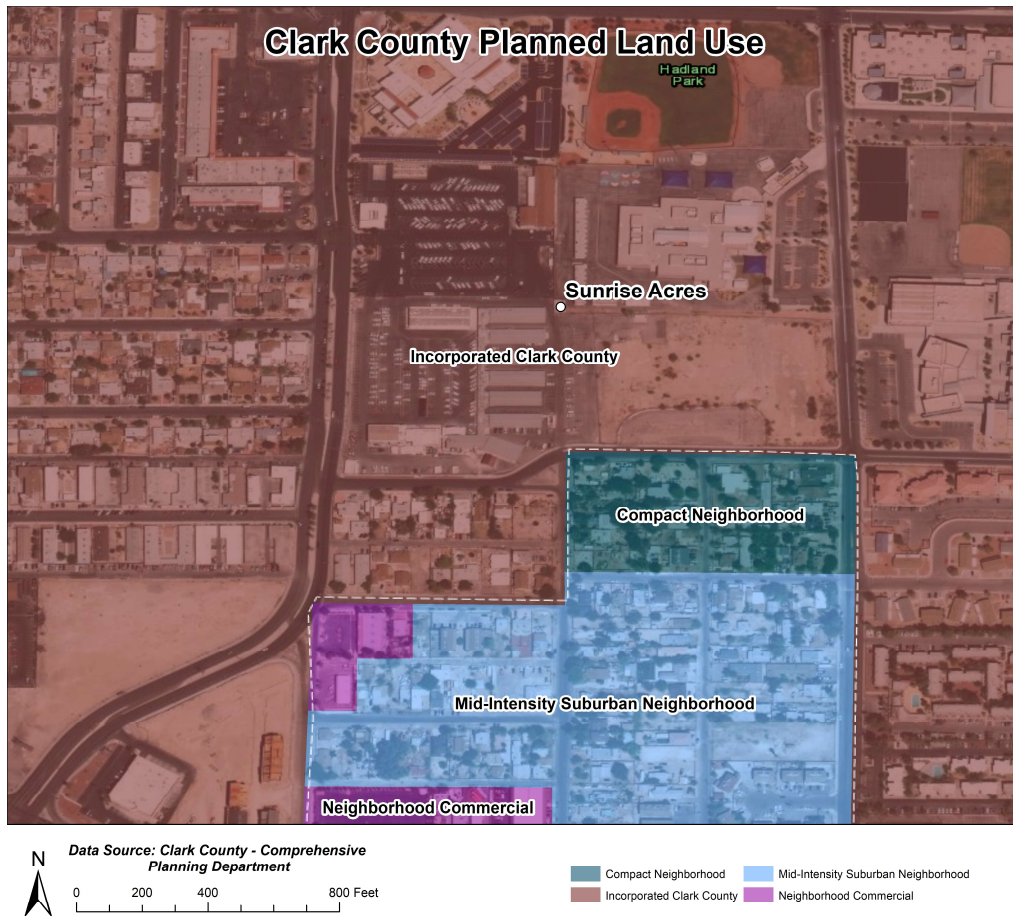 Clark County Planned Land Use
Hadland
Park
Sunrise Acres
Incorporated Clark County
Compact Neighborhood
Mid-Intensity Suburban Neighborhood
Neighborhood Commercial
N
Data Source: Clark County - Comprehensive
Planning Department
0 200 400 800 Feet
Compact Neighborhood
Mid-Intensity Suburban Neighborhood
Incorporated Clark County
Neighborhood Commercial